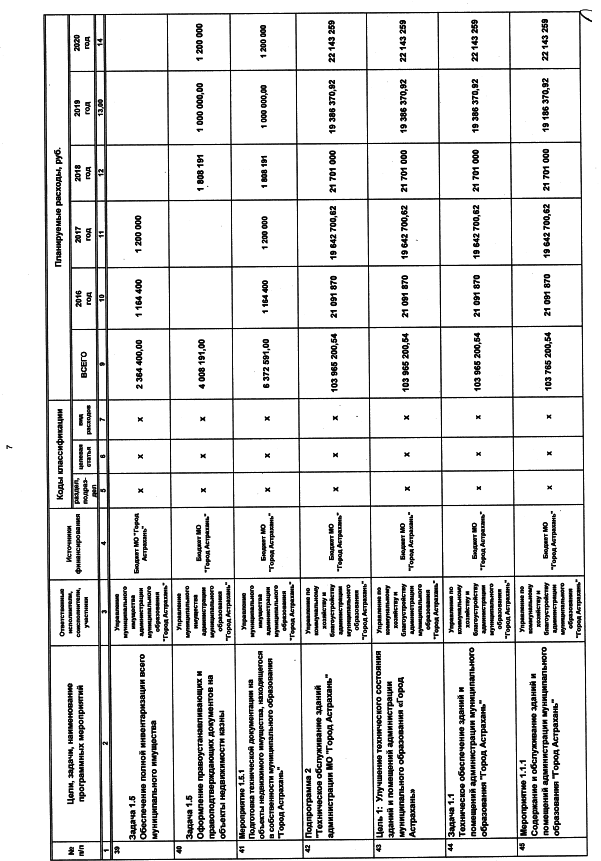 7
№ п/п
Цели, задачи, наименование программных мероприятий
Ответственные исполнители, соисполнители, участники
Источники финансирования
Коды классификации
раздел, подраздел
целевая статья
вид расходов
Планируемые расходы, руб.
ВСЕГО
2016 год
2017 год
2018 год
2019 год
2020 год
1 2 3 4 5 6 7 9 10 11 12 13,00 14
39
Задача 1.5
Обеспечение полной инвентаризации всего
муниципального имущества
Управление
муниципального
имущества
администрации
муниципального
образования
"Город Астрахань"
Бюджет МО "Город
Астрахань"
х х х 2 364 400,00 1 164 400 1 200 000
40
Задача 1.5
Оформление правоустанавливающих и
правоподтверждающих документов на
объекты недвижимости казны
Управление
муниципального
имущества
администрации
муниципального
образования
"Город Астрахань"
Бюджет МО
"Город Астрахань"
х х х 4 008 191,00 1 808 191 1 000 000,00 1 200 000
41
Мероприятие 1.5.1
Подготовка технической документации на
объекты недвижимого имущества, находящегося
в собственности муниципального образования
"Город Астрахань"
Управление
муниципального
имущества
администрации
муниципального
образования
"Город Астрахань"
Бюджет МО
"Город Астрахань"
х х х 6 372 591,00 1 164 400 1 200 000 1 808 191 1 000 000,00 1 200 000
42
Подпрограмма 2
"Техническое обслуживание зданий
администрации МО "Город Астрахань"
Управление по
коммунальному
хозяйству и
благоустройству
администрации
муниципального
образования
"Город Астрахань"
Бюджет МО
"Город Астрахань"
х х х 103 965 200,54 21 091 870 19 642 700,62 21 701 000 19 386 370,92 22 143 259
43
Цель 1: Улучшение технического состояния
зданий и помещений администрации
муниципального образования «Город
Астрахань»
Управление по
коммунальному
хозяйству и
благоустройству
администрации
муниципального
образования
"Город Астрахань"
Бюджет МО
"Город Астрахань"
х х х 103 965 200,54 21 091 870 19 642 700,62 21 701 000 19 386 370,92 22 143 259
44
Задача 1.1
Техническое обеспечение зданий и
помещений администрации муниципального
образования "Город Астрахань"
Управление по
коммунальному
хозяйству и
благоустройству
администрации
муниципального
образования
"Город Астрахань"
Бюджет МО
"Город Астрахань"
х х х 103 965 200,54 21 091 870 19 642 700,62 21 701 000 19 386 370,92 22 143 259
45
Мероприятие 1.1.1
Содержание и обслуживание зданий и
помещений администрации муниципального
образования "Город Астрахань"
Управление по
коммунальному
хозяйству и
благоустройству
администрации
муниципального
образования
"Город Астрахань"
Бюджет МО
"Город Астрахань"
х х х 103 765 200,54 21 091 870 19 642 700,62 21 701 000 19 186 370,92 22 143 259